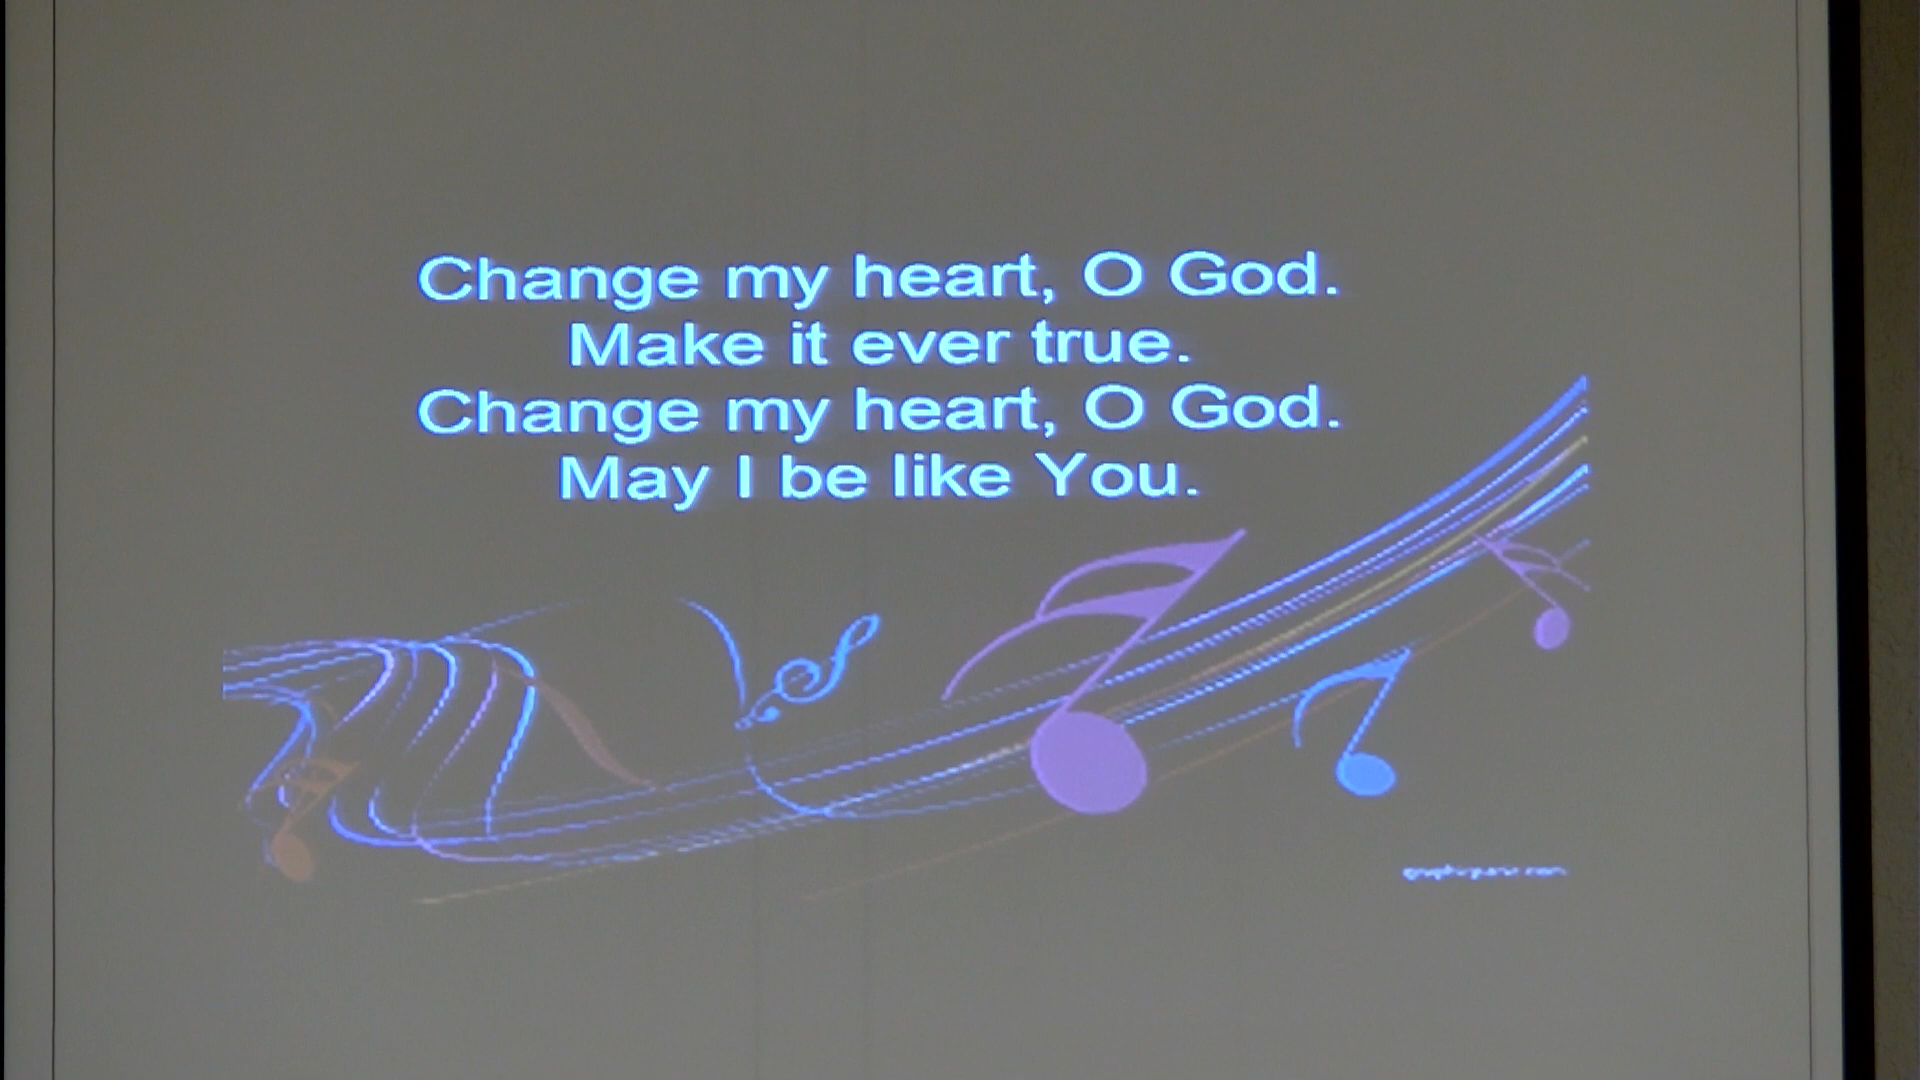 Change my heart, O God.
Make it ever true.
Change my heart, O God.
May I be like You.